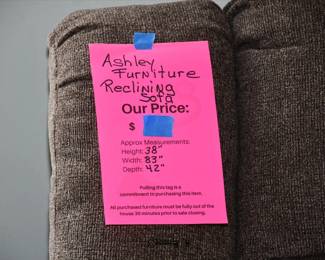 Ashley
Furniture
Reclining
Sofa
Our Price:
$
Approx Measurements:
Height: 38"
Width: 83"
Depth: 42"
Pulling this tag is a
commitment to purchasing this item.
All purchased furniture must be fully out of the
house 30 minutes prior to sale closing.